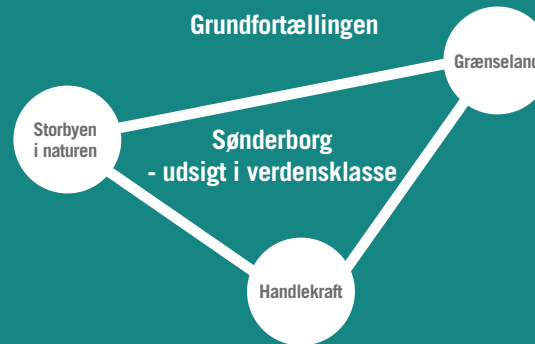 Grundfortællingen
Grænseland
Storbyen
i naturen
Sønderborg
- udsigt i verdensklasse
Handlekraft